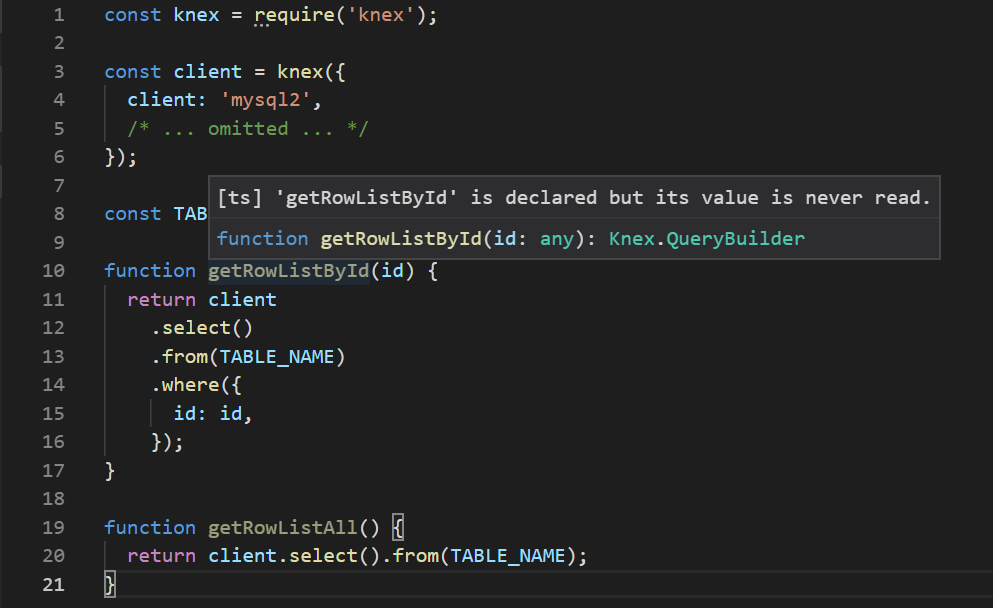 1 const knex = require('knex');
2
3 const client = knex({
4   client: 'mysql2',
5   /* ... omitted ... */
6 });
7
[ts] 'getRowListById' is declared but its value is never read.
8 const TAB
function getRowListById(id: any): Knex.QueryBuilder
9
10 function getRowListById(id) {
11   return client
12     .select()
13     .from(TABLE_NAME)
14     .where({
15       id: id,
16     });
17 }
18
19 function getRowListAll() {
20   return client.select().from(TABLE_NAME);
21 }